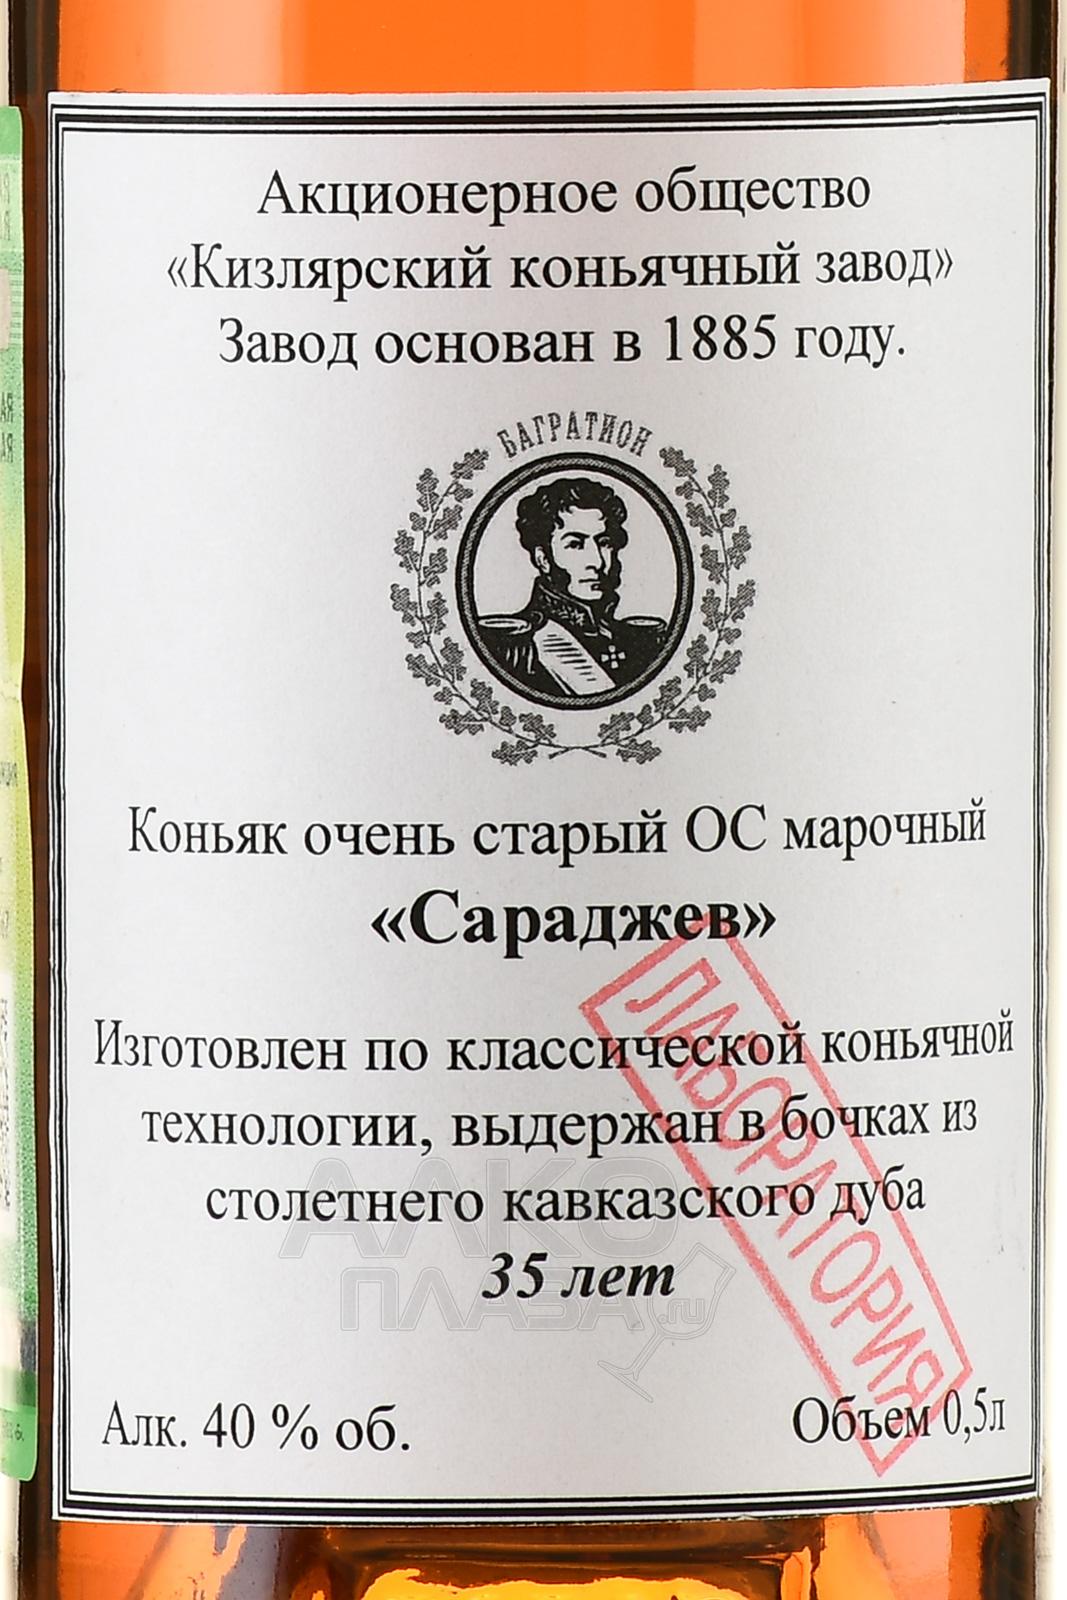 Акционерное общество
«Кизлярский коньячный завод»
Завод основан в 1885 году.
БАГРАТИОН
Коньяк очень старый ОС марочный
«Сараджев»
Изготовлен по классической коньячной
технологии, выдержан в бочках из
столетнего кавказского дуба
35 лет
ЛАБОРАТОРИЯ
АЛКО
ПЛАЗА.ru
Алк. 40 % об.
Объем 0,5л